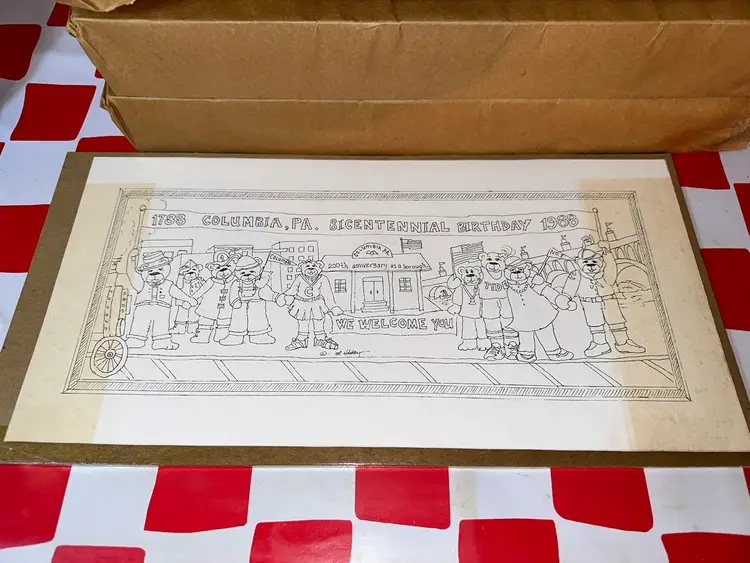 1788 COLUMBIA, PA. BICENTENNIAL BIRTHDAY 1988
COLUMBIA PA.
200th anniversary as a borough
WE WELCOME YOU